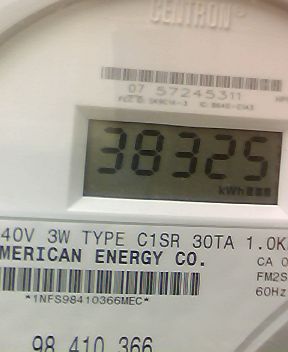 CENTRON®
07 57245311
38325
kWh
40V 3W TYPE C1SR 30TA 1.0K
MERICAN ENERGY CO.
CA 0
FM2S
60Hz
*1NFS98410366MEC*
98 410 366